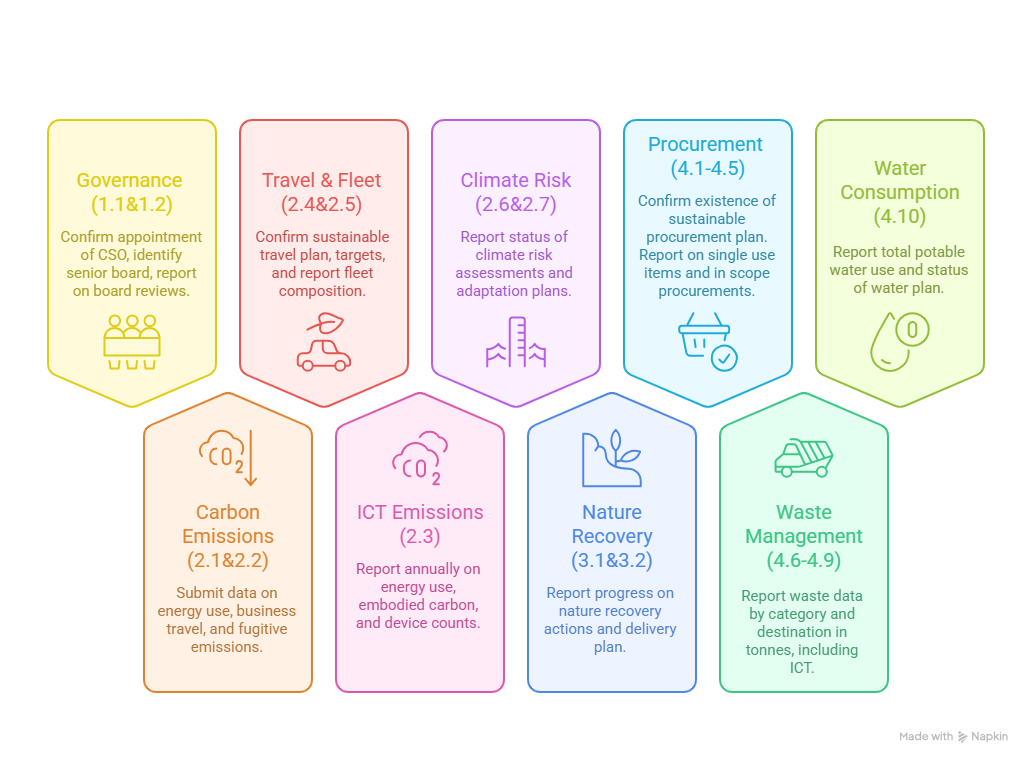 Governance
(1.1&1.2)
Confirm appointment
of CSO, identify
senior board, report
on board reviews.
Travel & Fleet
(2.4&2.5)
Confirm sustainable
travel plan, targets,
and report fleet
composition.
Climate Risk
(2.6&2.7)
Report status of
climate risk
assessments and
adaptation plans.
Procurement
(4.1-4.5)
Confirm existence of
sustainable
procurement plan.
Report on single use
items and in scope
procurements.
Water
Consumption
(4.10)
Report total potable
water use and status
of water plan.
0
CO2
Carbon
Emissions
(2.1&2.2)
Submit data on
energy use, business
travel, and fugitive
emissions.
CO2
ICT Emissions
(2.3)
Report annually on
energy use,
embodied carbon,
and device counts.
Nature
Recovery
(3.1&3.2)
Report progress on
nature recovery
actions and delivery
plan.
Waste
Management
(4.6-4.9)
Report waste data
by category and
destination in
tonnes, including
ICT.
Made with Napkin